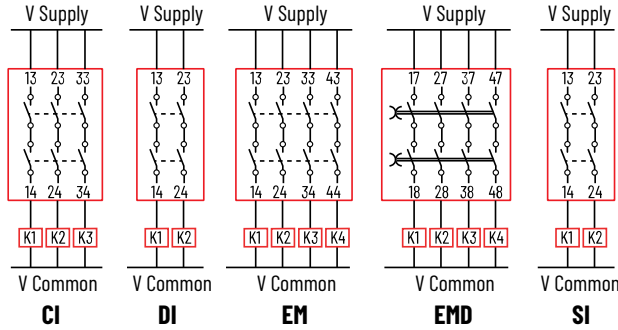 V Supply V Supply V Supply V Supply V Supply
13 23 33 13 23 13 23 33 43 17 27 37 47 13 23
14 24 34 14 24 14 24 34 44 18 28 38 48 14 24
K1 K2 K3 K1 K2 K1 K2 K3 K4 K1 K2 K3 K4 K1 K2
V Common V Common V Common V Common V Common
CI DI EM EMD SI